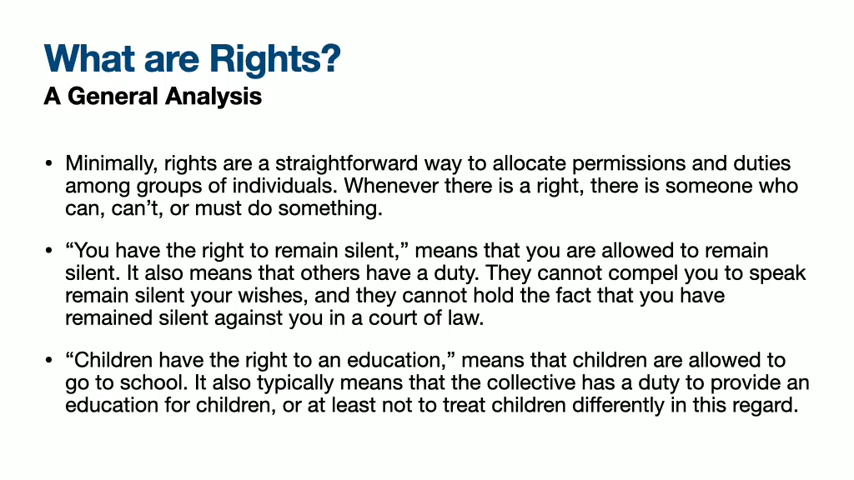 What are Rights?
A General Analysis
• Minimally, rights are a straightforward way to allocate permissions and duties
among groups of individuals. Whenever there is a right, there is someone who
can, can’t, or must do something.
• “You have the right to remain silent,” means that you are allowed to remain
silent. It also means that others have a duty. They cannot compel you to speak
remain silent your wishes, and they cannot hold the fact that you have
remained silent against you in a court of law.
• “Children have the right to an education,” means that children are allowed to
go to school. It also typically means that the collective has a duty to provide an
education for children, or at least not to treat children differently in this regard.